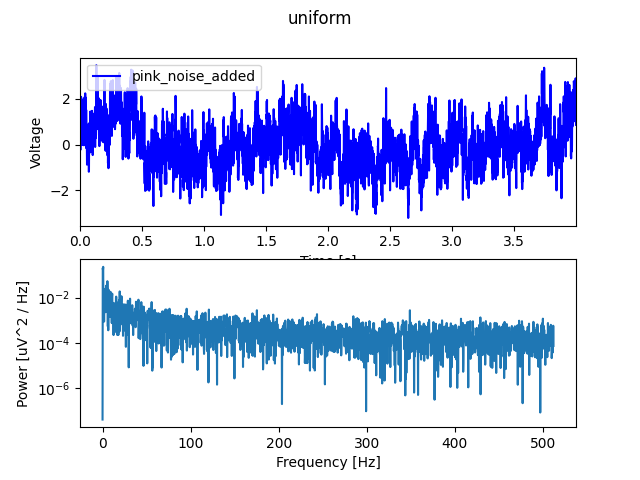 uniform
pink_noise_added
Voltage
2
0
−2
0.0 0.5 1.0 1.5 2.0 2.5 3.0 3.5
Time [s]
Power [uV^2 / Hz]
10^−2
10^−4
10^−6
0 100 200 300 400 500
Frequency [Hz]